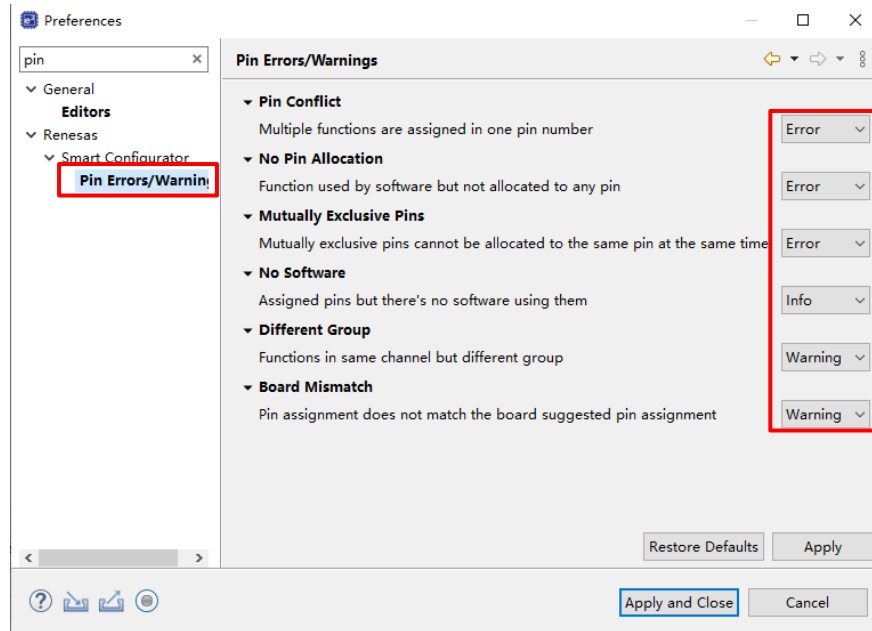 Preferences
pin
Pin Errors/Warnings
General
Editors
Renesas
Smart Configurator
Pin Errors/Warnin
Pin Conflict
Multiple functions are assigned in one pin number Error
No Pin Allocation
Function used by software but not allocated to any pin Error
Mutually Exclusive Pins
Mutually exclusive pins cannot be allocated to the same pin at the same time Error
No Software
Assigned pins but there's no software using them Info
Different Group
Functions in same channel but different group Warning
Board Mismatch
Pin assignment does not match the board suggested pin assignment Warning
Restore Defaults Apply
Apply and Close Cancel